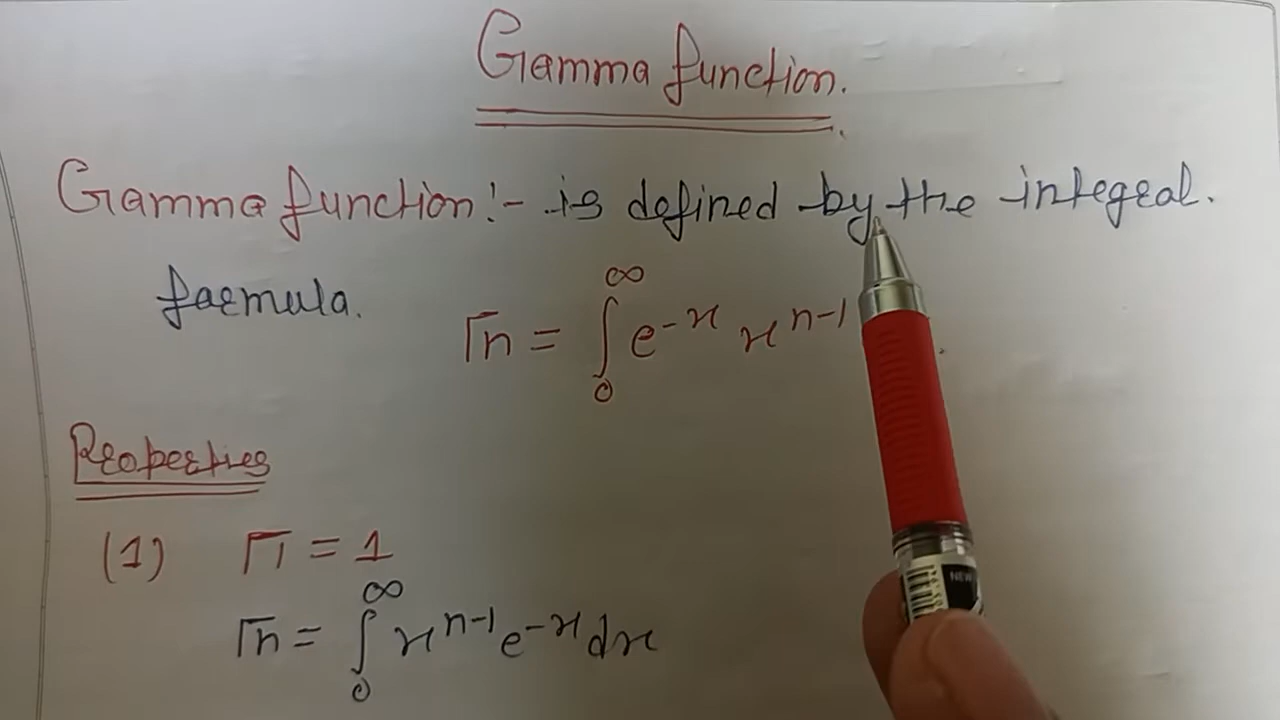 Gamma function.
Gamma function:- is defined by the integral.
formula.
Γn = ∫₀^∞ e^-x x^n-1
Properties
(1) Γ1 = 1
Γn = ∫₀^∞ x^n-1 e^-x dx
NEW